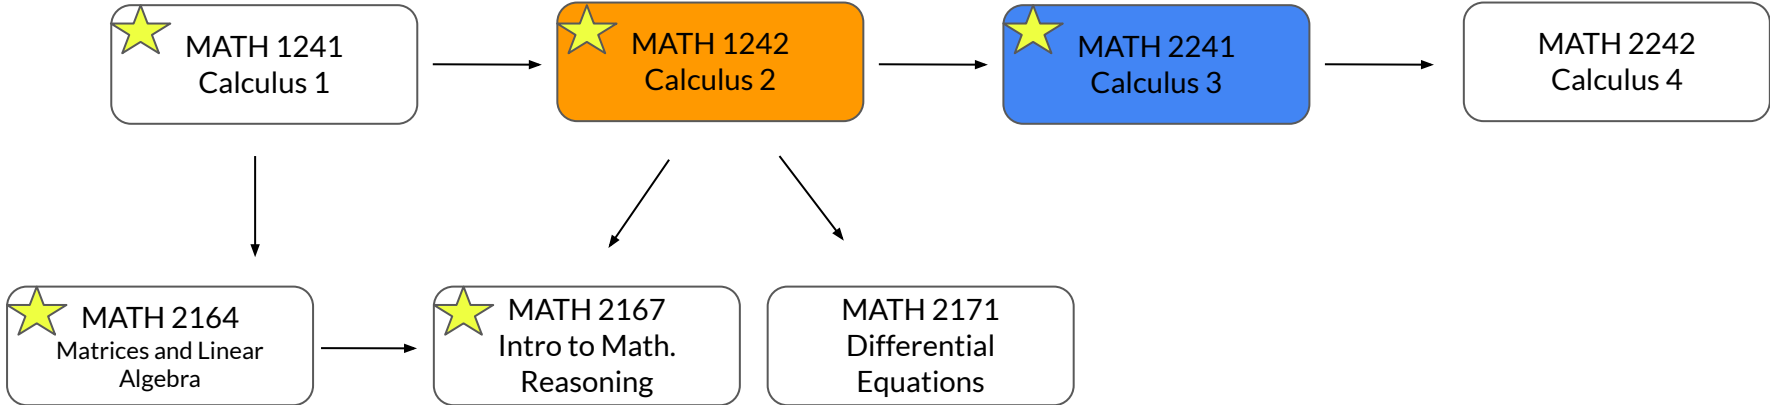 MATH 1241
Calculus 1
MATH 1242
Calculus 2
MATH 2241
Calculus 3
MATH 2242
Calculus 4
MATH 2164
Matrices and Linear
Algebra
MATH 2167
Intro to Math.
Reasoning
MATH 2171
Differential
Equations